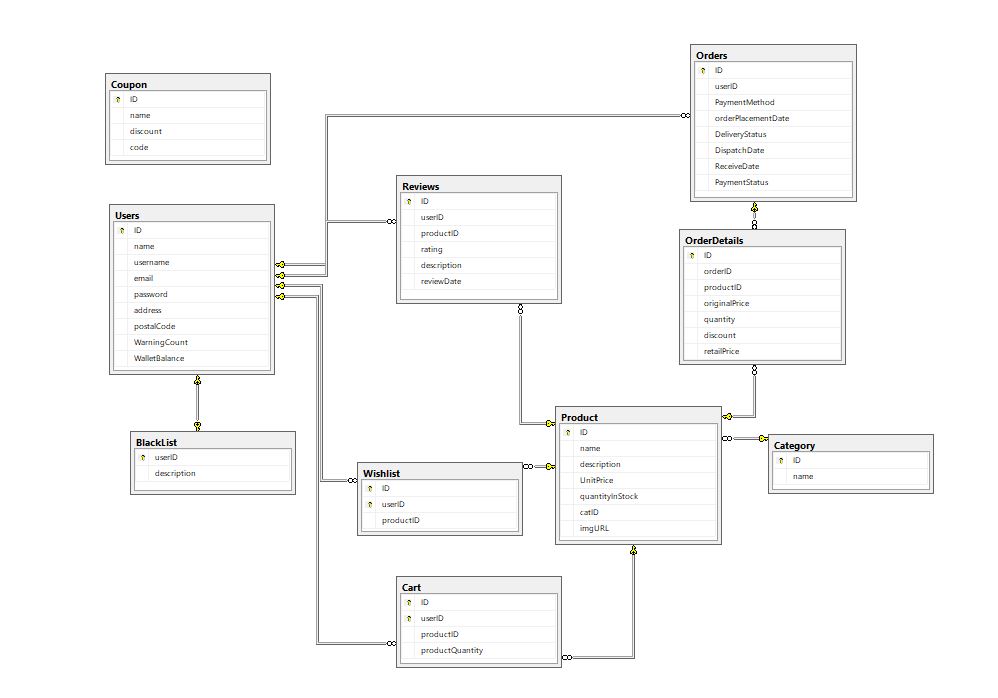 Coupon
ID
name
discount
code
Orders
ID
userID
PaymentMethod
orderPlacementDate
DeliveryStatus
DispatchDate
ReceiveDate
PaymentStatus
Reviews
ID
userID
productID
rating
description
reviewDate
Users
ID
name
username
email
password
address
postalCode
WarningCount
WalletBalance
OrderDetails
ID
orderID
productID
originalPrice
quantity
discount
retailPrice
Product
ID
name
description
UnitPrice
quantityInStock
catID
imgURL
BlackList
userID
description
Category
ID
name
Wishlist
ID
userID
productID
Cart
ID
userID
productID
productQuantity